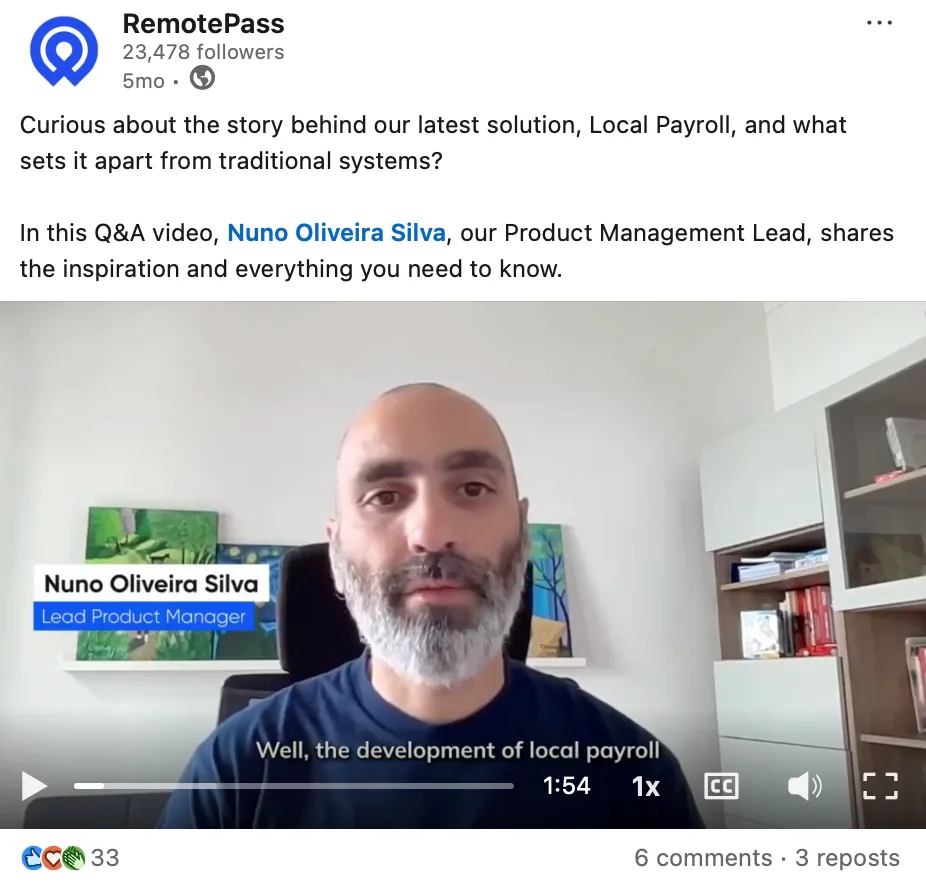 RemotePass
23,478 followers
5mo •
Curious about the story behind our latest solution, Local Payroll, and what
sets it apart from traditional systems?
In this Q&A video, Nuno Oliveira Silva, our Product Management Lead, shares
the inspiration and everything you need to know.
Nuno Oliveira Silva
Lead Product Manager
Well, the development of local payroll
1:54 1x CC
33 6 comments · 3 reposts